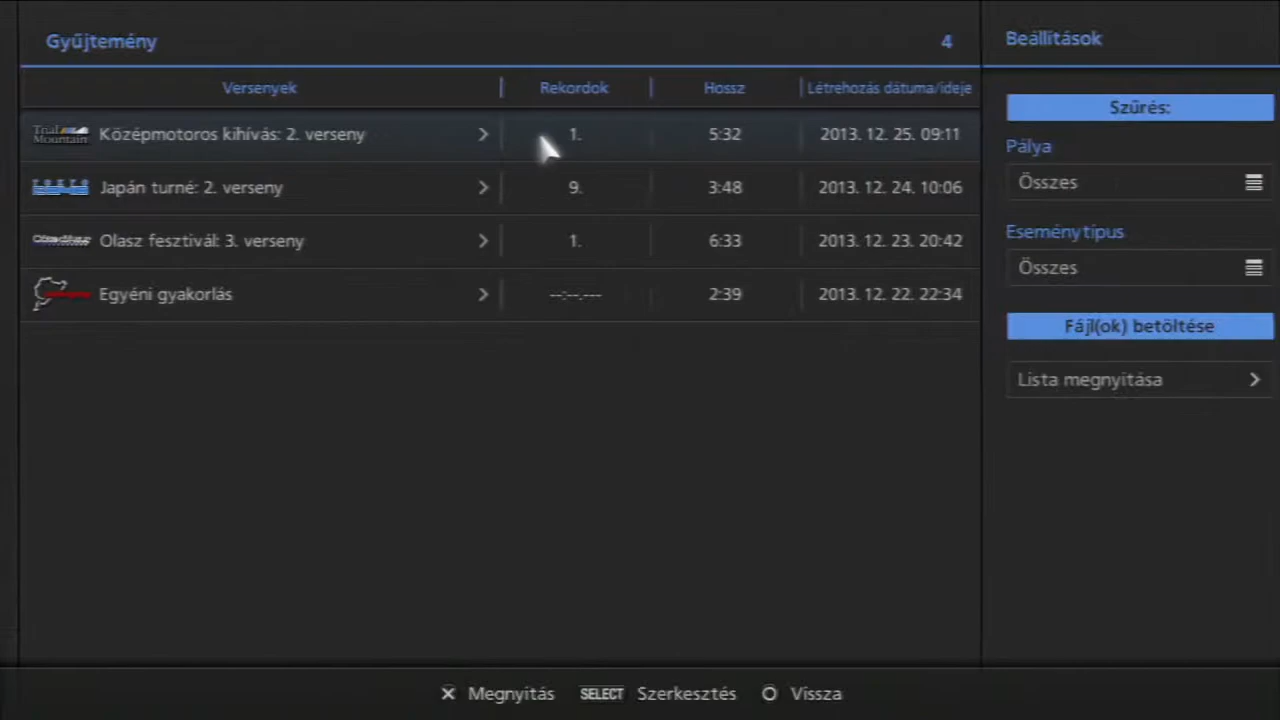 Gyűjtemény 4
Versenyek Rekordok Hossz Létrehozás dátuma/ideje
Trial Mountain Középmotoros kihívás: 2. verseny 1. 5:32 2013. 12. 25. 09:11
Japán turné: 2. verseny 9. 3:48 2013. 12. 24. 10:06
Olasz fesztivál: 3. verseny 1. 6:33 2013. 12. 23. 20:42
Egyéni gyakorlás --:--.--- 2:39 2013. 12. 22. 22:34
Beállítások
Szűrés:
Pálya
Összes
Eseménytípus
Összes
Fájl(ok) betöltése
Lista megnyitása
X Megnyitás SELECT Szerkesztés O Vissza